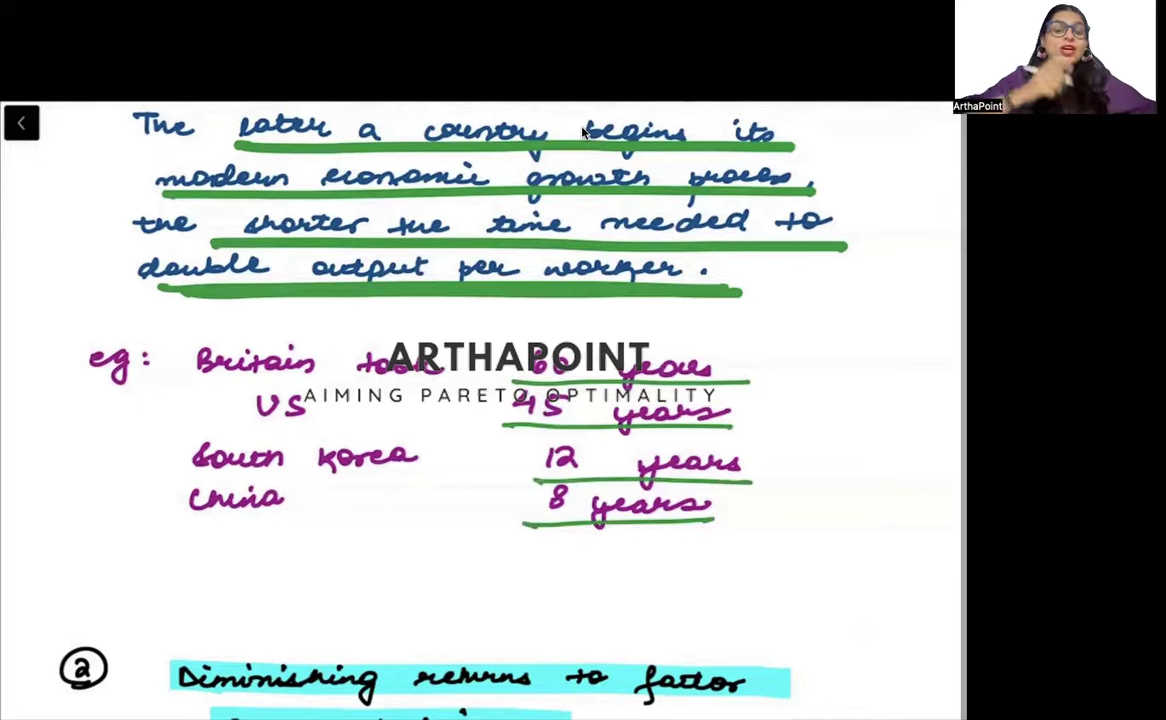 ArthaPoint
The later a country begins its
modern economic growth process,
the shorter the time needed to
double output per worker.
eg: Britain took 60 years
ARTHAPOINT
AIMING PARETO OPTIMALITY
US 45 years
South Korea 12 years
China 8 years
2 Diminishing returns to factor